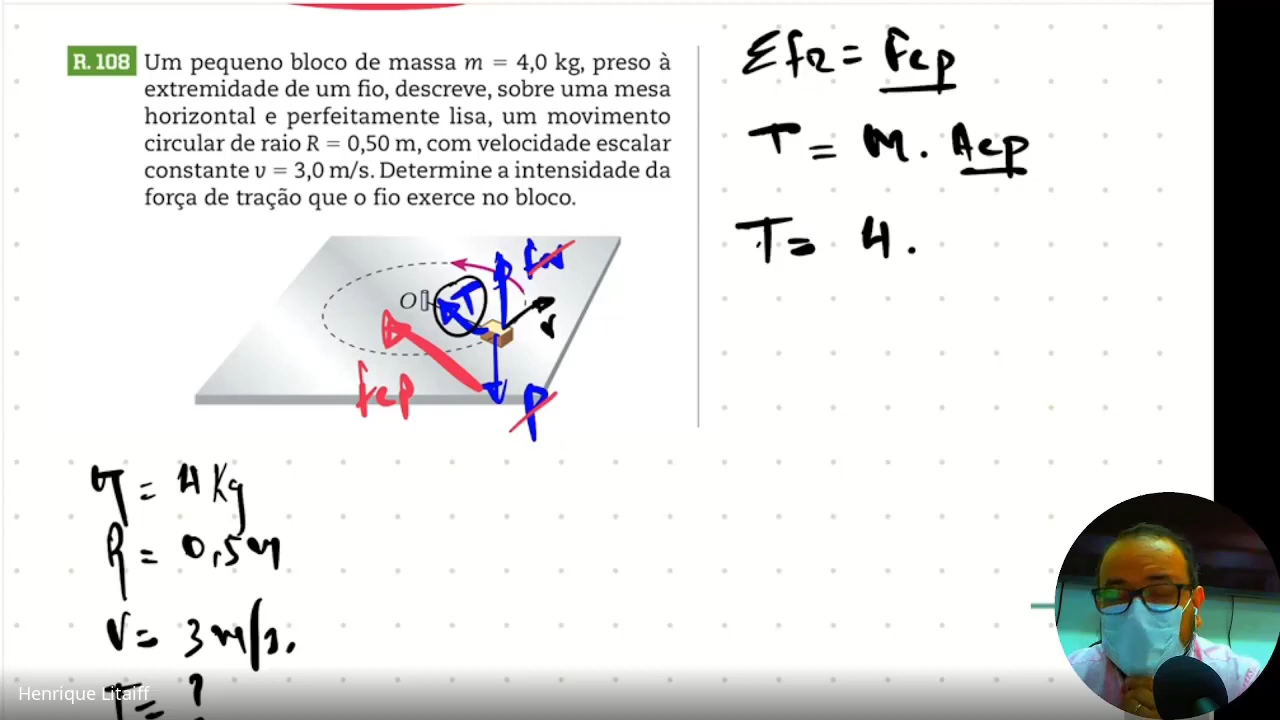 R. 108 Um pequeno bloco de massa m = 4,0 kg, preso à
extremidade de um fio, descreve, sobre uma mesa
horizontal e perfeitamente lisa, um movimento
circular de raio R = 0,50 m, com velocidade escalar
constante v = 3,0 m/s. Determine a intensidade da
força de tração que o fio exerce no bloco.
O
T
fN
v
fcp
P
m = 4 Kg
R = 0,5 m
V = 3 m/s.
T = ?
ΣfR = Fcp
T = M . Acp
T = 4 .
Henrique Litaiff